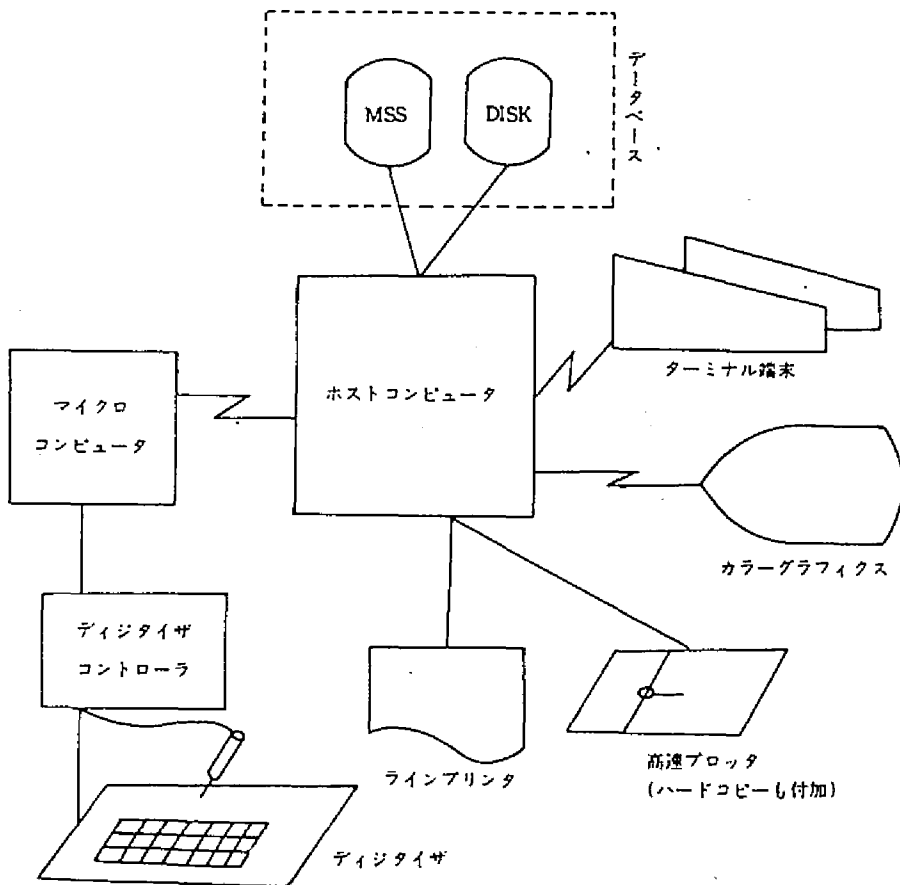 データベース
MSS
DISK
ターミナル端末
ホストコンピュータ
マイクロ
コンピュータ
カラーグラフィクス
ディジタイザ
コントローラ
ラインプリンタ
高速プロッタ
(ハードコピーも付加)
ディジタイザ